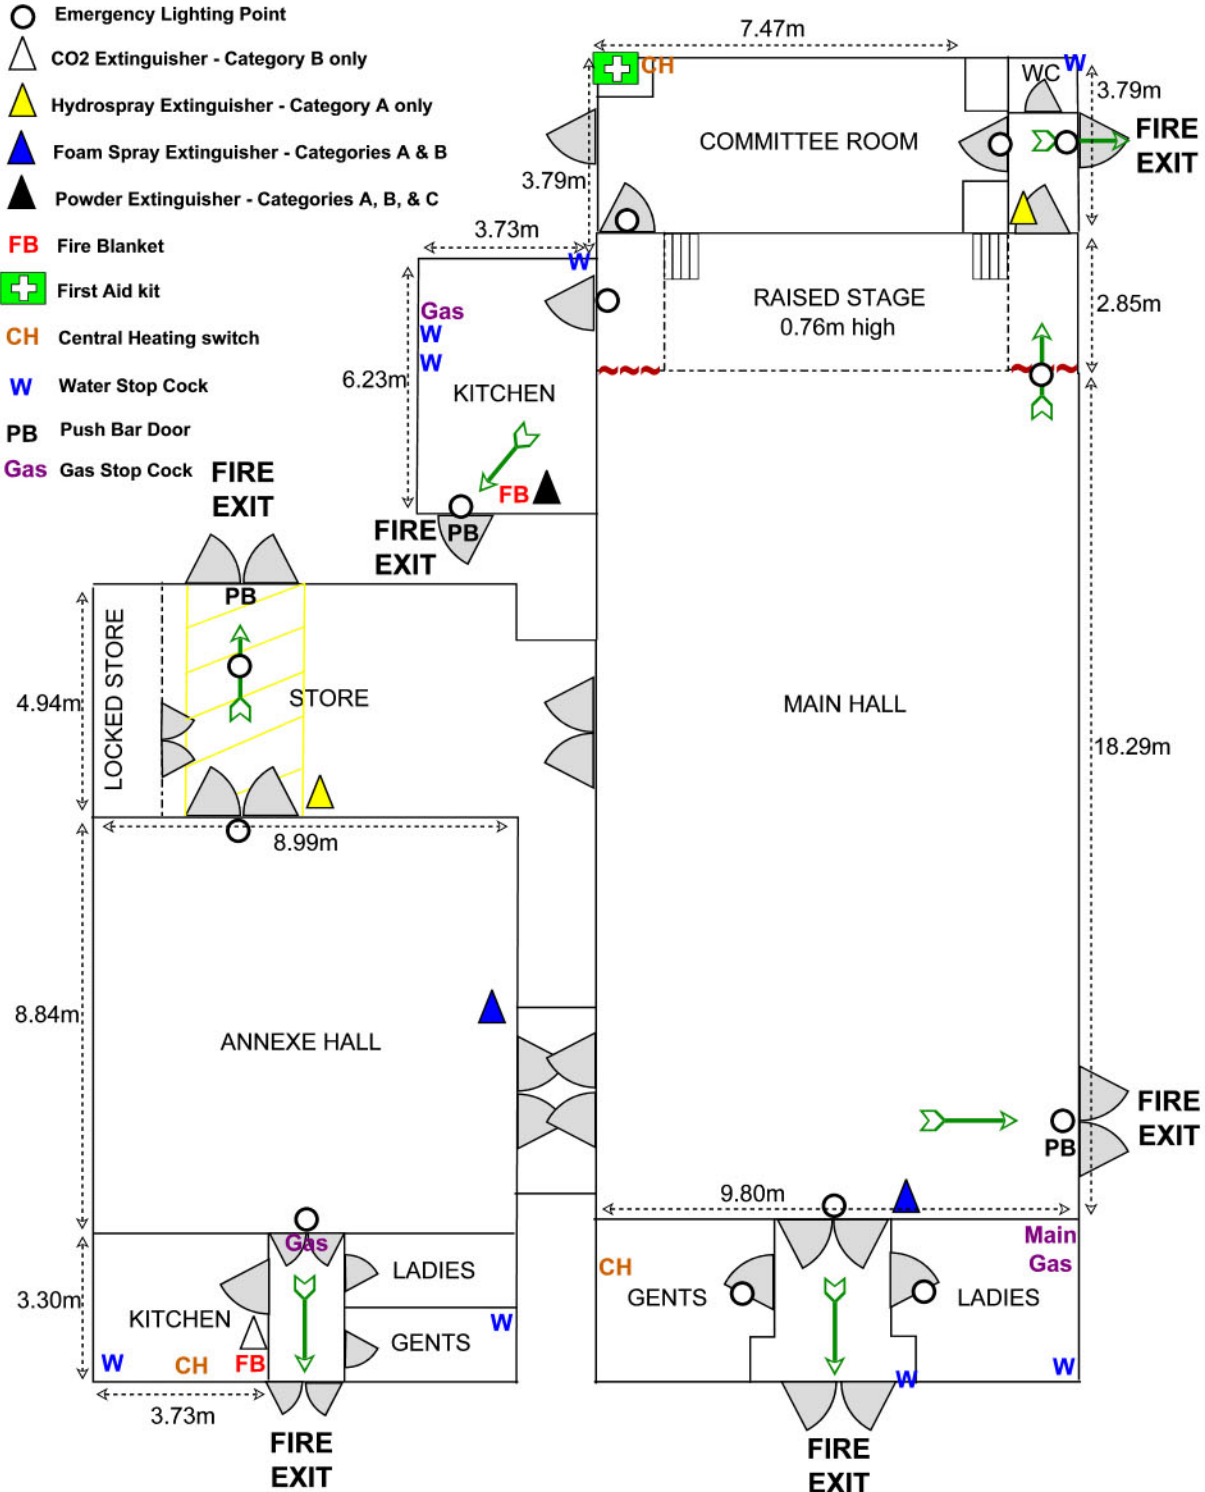 Emergency Lighting Point
CO2 Extinguisher - Category B only
Hydrospray Extinguisher - Category A only
Foam Spray Extinguisher - Categories A & B
Powder Extinguisher - Categories A, B, & C
FB Fire Blanket
First Aid kit
CH Central Heating switch
W Water Stop Cock
PB Push Bar Door
Gas Gas Stop Cock
7.47m
CH
W
WC
3.79m
COMMITTEE ROOM
FIRE
EXIT
3.79m
3.73m
W
RAISED STAGE
0.76m high
2.85m
Gas
W
W
6.23m
KITCHEN
FB
FIRE
EXIT
PB
FIRE
EXIT
PB
LOCKED STORE
4.94m
STORE
MAIN HALL
18.29m
8.99m
8.84m
ANNEXE HALL
FIRE
EXIT
PB
9.80m
Gas
LADIES
3.30m
KITCHEN
GENTS
W
W
CH
FB
3.73m
FIRE
EXIT
Main
Gas
CH
GENTS
LADIES
W
W
FIRE
EXIT